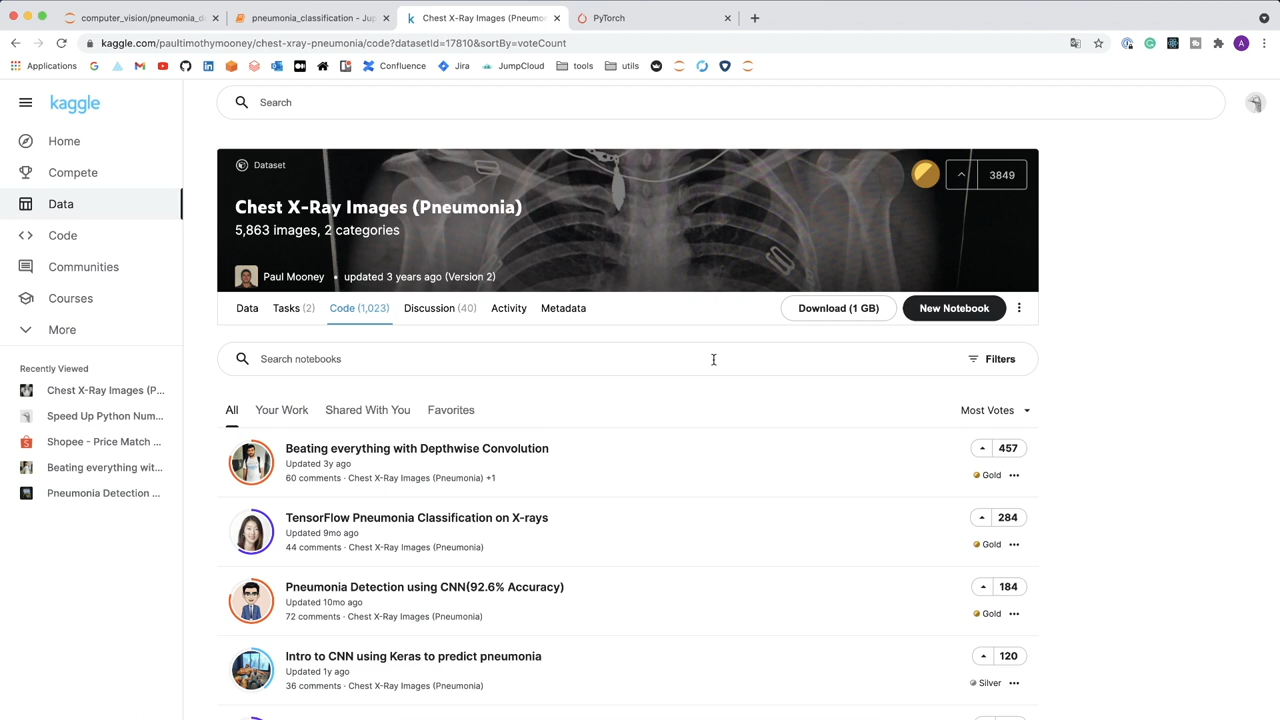 computer_vision/pneumonia_d
pneumonia_classification - Jup
Chest X-Ray Images (Pneumo
PyTorch
kaggle.com/paultimothymooney/chest-xray-pneumonia/code?datasetId=17810&sortBy=voteCount
A
Applications
Confluence
Jira
JumpCloud
tools
utils
kaggle
Search
Home
Compete
Data
Code
Communities
Courses
More
Recently Viewed
Chest X-Ray Images (P...
Speed Up Python Num...
Shopee - Price Match ...
Beating everything wit...
Pneumonia Detection ...
Dataset
3849
Chest X-Ray Images (Pneumonia)
5,863 images, 2 categories
Paul Mooney • updated 3 years ago (Version 2)
Data Tasks (2) Code (1,023) Discussion (40) Activity Metadata
Download (1 GB)
New Notebook
Search notebooks
Filters
All Your Work Shared With You Favorites
Most Votes
Beating everything with Depthwise Convolution
Updated 3y ago
60 comments · Chest X-Ray Images (Pneumonia) +1
457
Gold
TensorFlow Pneumonia Classification on X-rays
Updated 9mo ago
44 comments · Chest X-Ray Images (Pneumonia)
284
Gold
Pneumonia Detection using CNN(92.6% Accuracy)
Updated 10mo ago
72 comments · Chest X-Ray Images (Pneumonia)
184
Gold
Intro to CNN using Keras to predict pneumonia
Updated 1y ago
36 comments · Chest X-Ray Images (Pneumonia)
120
Silver